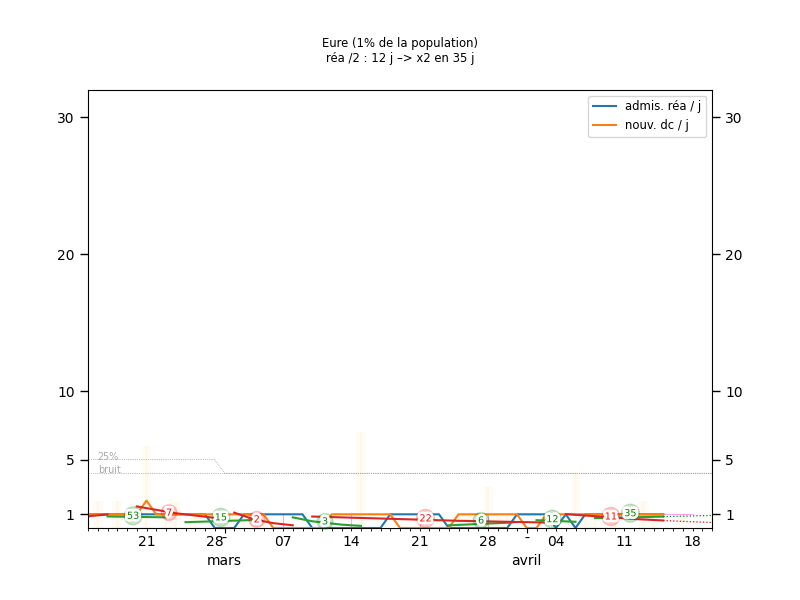 Eure (1% de la population)
réa /2 : 12 j –> x2 en 35 j
admis. réa / j
nouv. dc / j
30 30
20 20
10 10
5 5
1 1
25%
bruit
53 7 15 2 3 22 6 12 11 35
21 28 07 14 21 28 - 04 11 18
mars avril